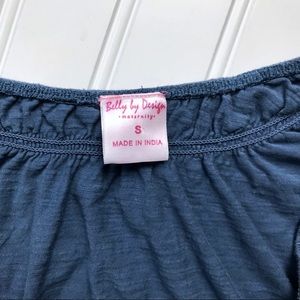 Belly by Design
•maternity•
S
MADE IN INDIA